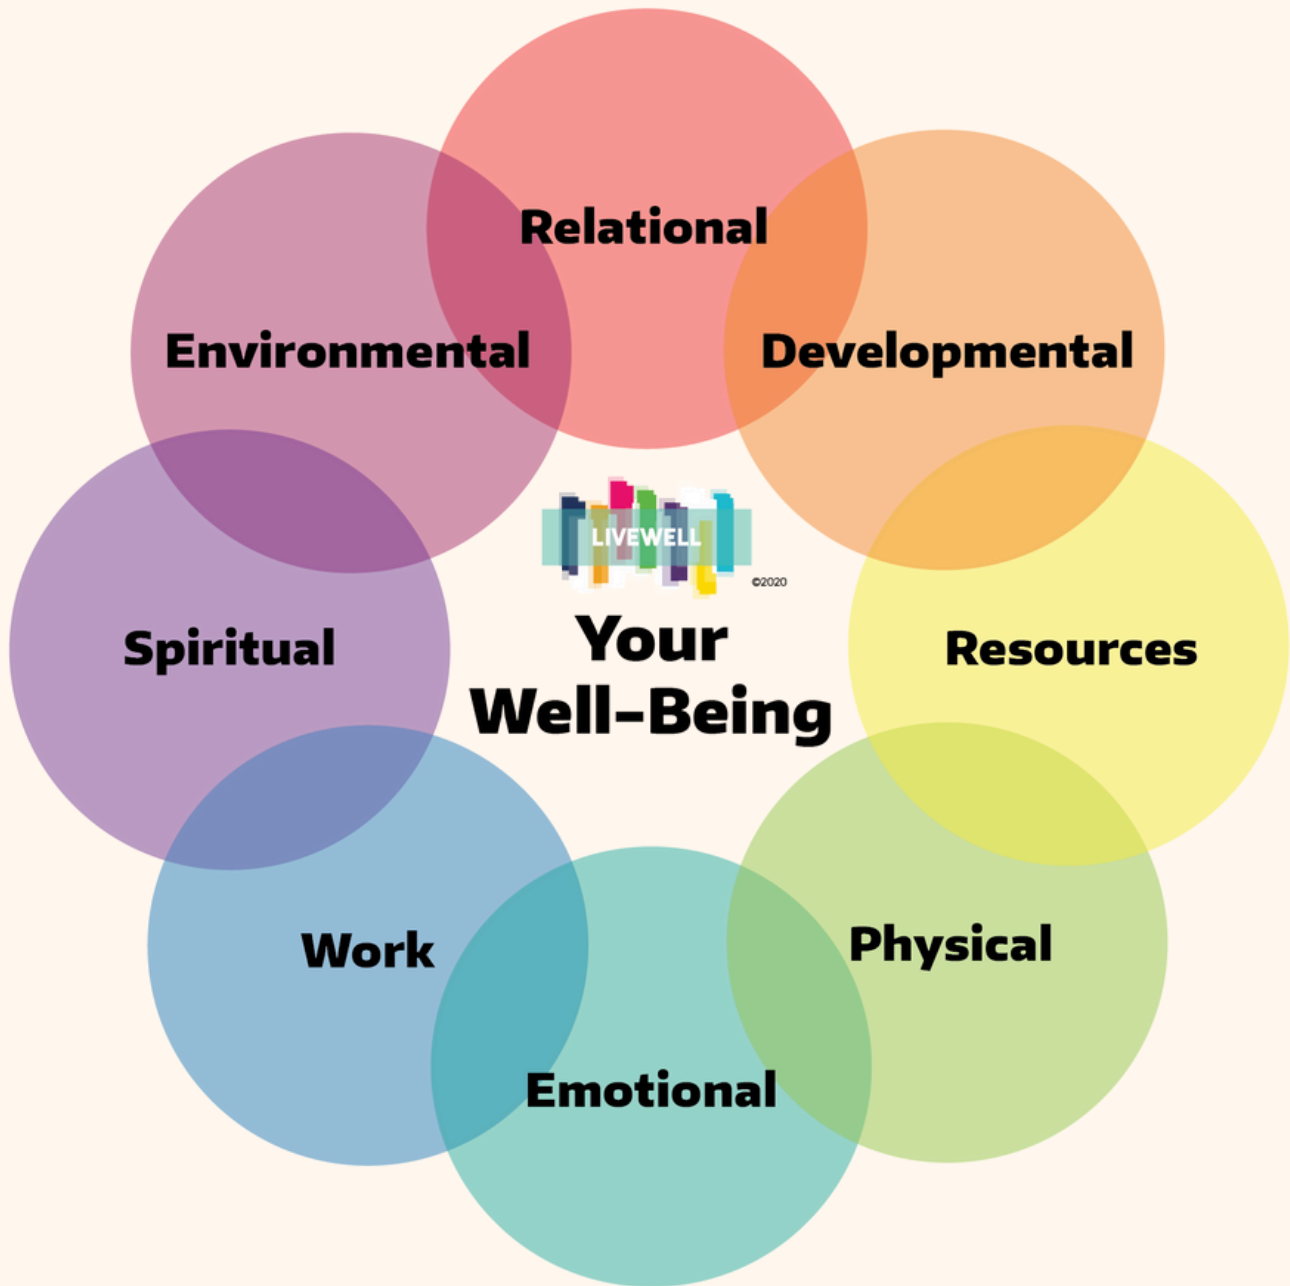 Relational
Environmental
Developmental
LIVEWELL
©2020
Your
Well-Being
Spiritual
Resources
Work
Physical
Emotional